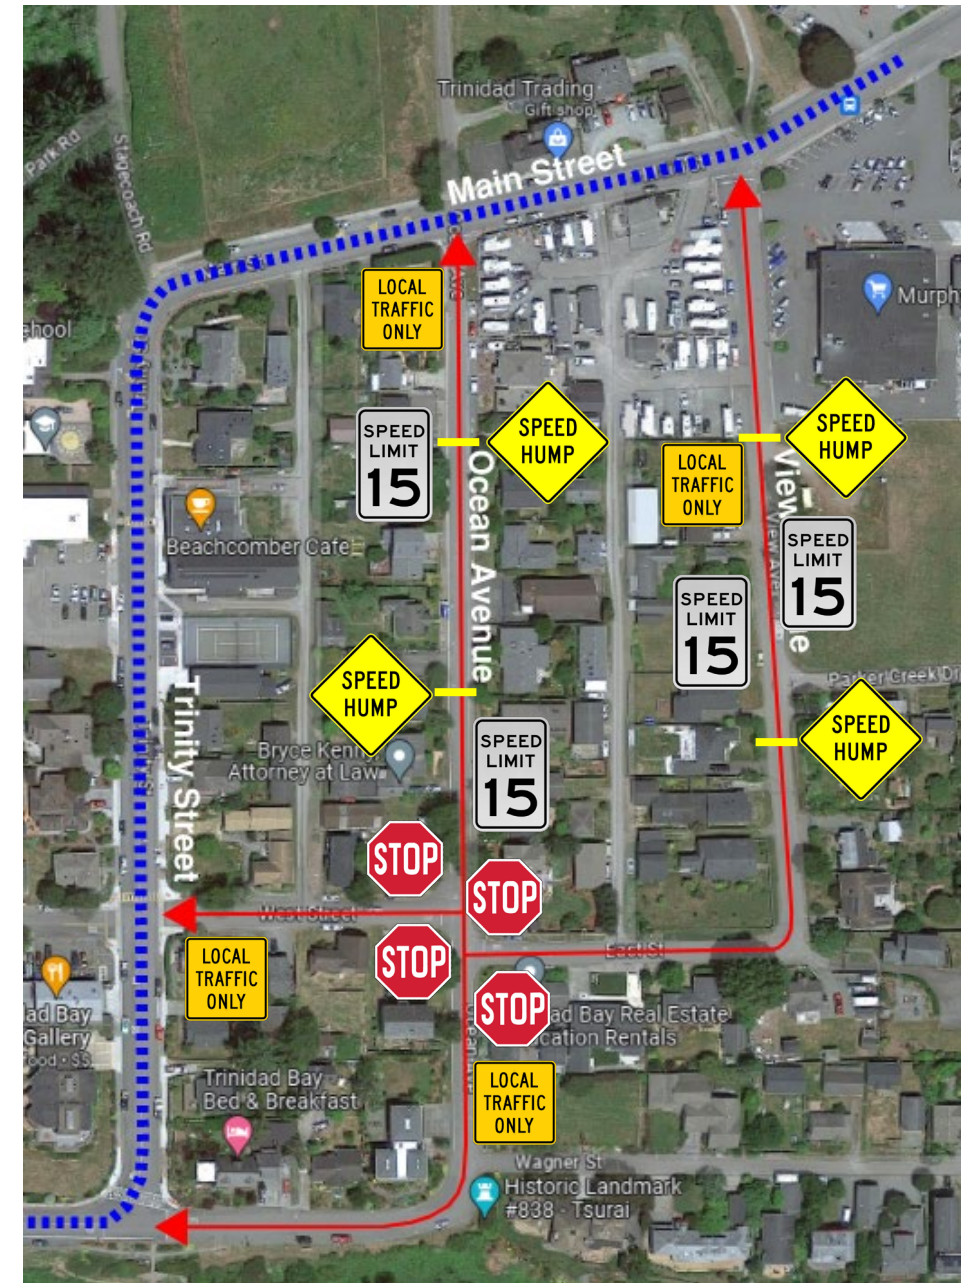 Park Rd
Stagecoach Rd
Trinidad Trading
Gift shop
Main Street
LOCAL
TRAFFIC
ONLY
Murph
SPEED
LIMIT
15
SPEED
HUMP
SPEED
HUMP
LOCAL
TRAFFIC
ONLY
Ocean Avenue
View
SPEED
LIMIT
15
SPEED
LIMIT
15
Beachcomber Cafe
SPEED
HUMP
Parker Creek Dr
SPEED
HUMP
Trinity Street
Bryce Kenny
Attorney at Law
SPEED
LIMIT
15
STOP
STOP
West Street
STOP
East St
LOCAL
TRAFFIC
ONLY
STOP
ad Bay Real Estate
cation Rentals
dad Bay
Gallery
ood · $$
Trinidad Bay
Bed & Breakfast
LOCAL
TRAFFIC
ONLY
Wagner St
Historic Landmark
#838 - Tsurai